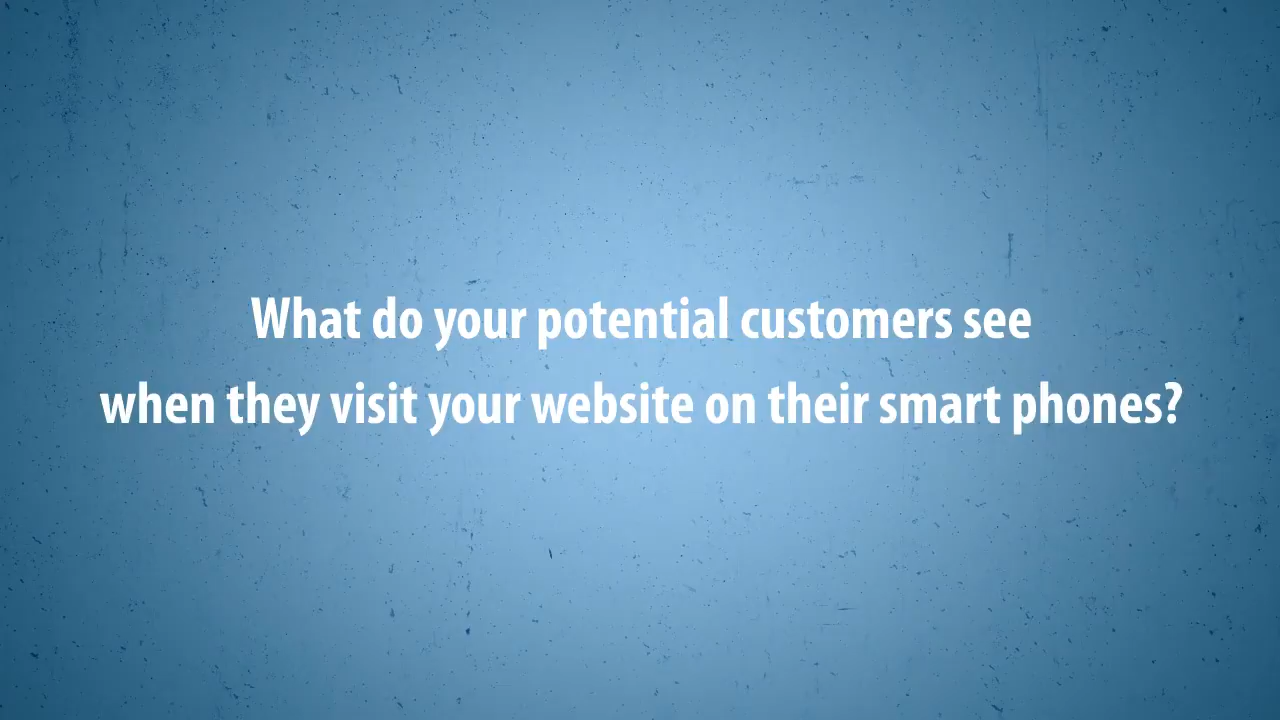 What do your potential customers see
when they visit your website on their smart phones?